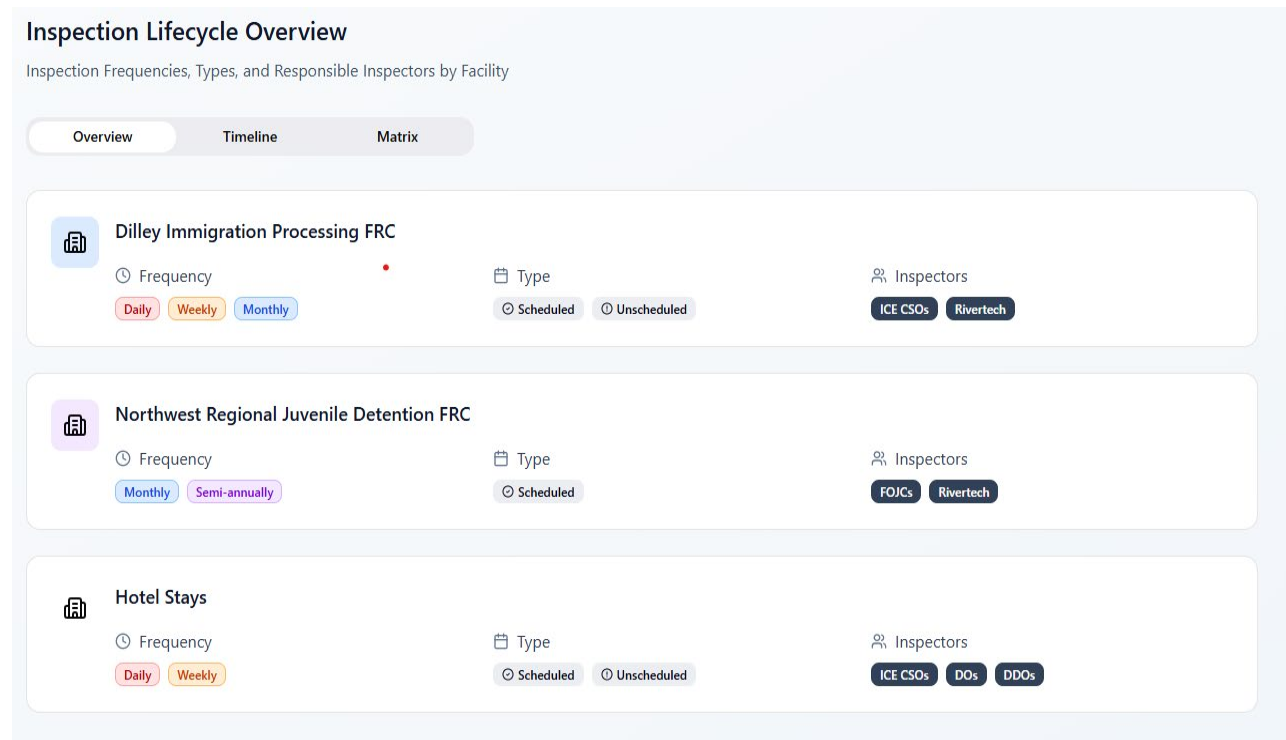 Inspection Lifecycle Overview
Inspection Frequencies, Types, and Responsible Inspectors by Facility
Overview Timeline Matrix
Dilley Immigration Processing FRC
Frequency Type Inspectors
Daily Weekly Monthly Scheduled Unscheduled ICE CSOs Rivertech
Northwest Regional Juvenile Detention FRC
Frequency Type Inspectors
Monthly Semi-annually Scheduled FOJCs Rivertech
Hotel Stays
Frequency Type Inspectors
Daily Weekly Scheduled Unscheduled ICE CSOs DOs DDOs